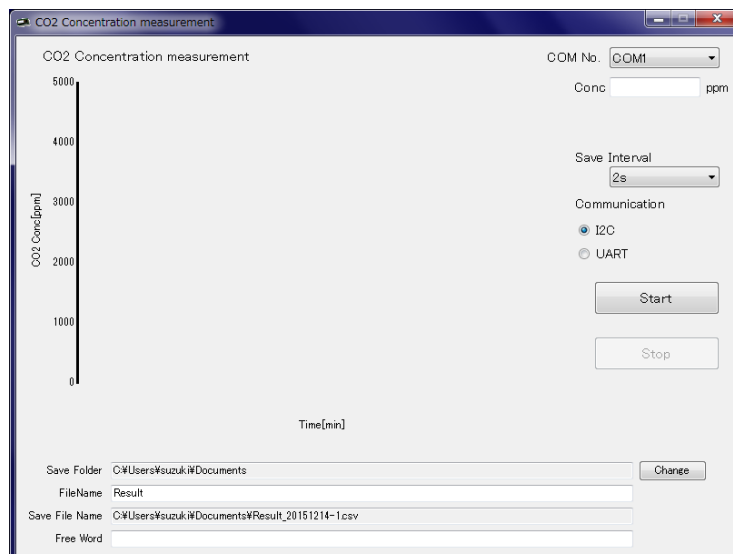 CO2 Concentration measurement
CO2 Concentration measurement
COM No. COM1
Conc ppm
5000
4000
3000
2000
1000
0
CO2 Conc[ppm]
Time[min]
Save Interval
2s
Communication
I2C
UART
Start
Stop
Save Folder C:¥Users¥suzuki¥Documents Change
FileName Result
Save File Name C:¥Users¥suzuki¥Documents¥Result_20151214-1.csv
Free Word